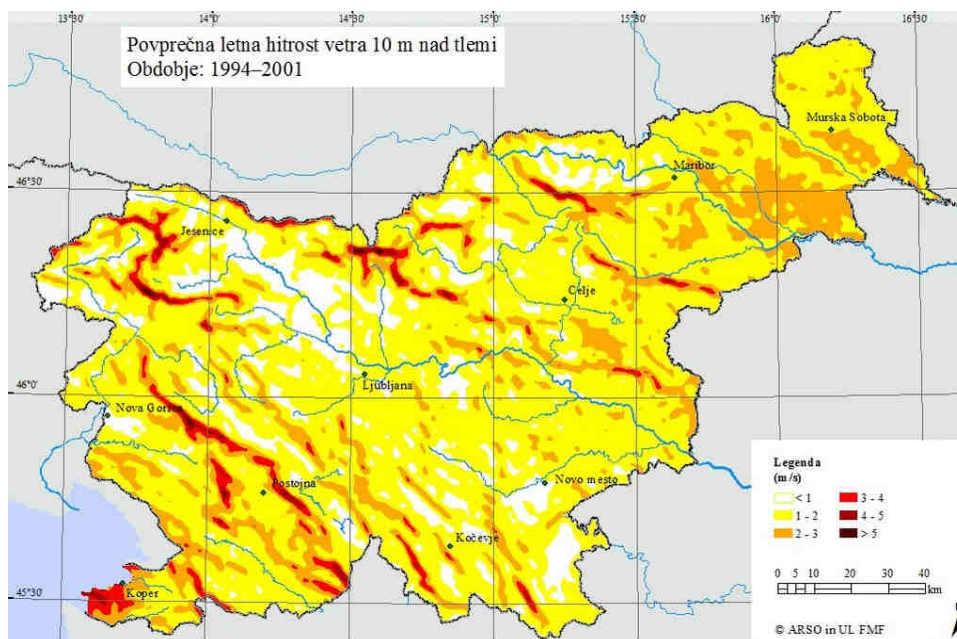 13°30'
14°0'
14°30'
15°0'
15°30'
16°0'
16°30'
Povprečna letna hitrost vetra 10 m nad tlemi
Obdobje: 1994–2001
Murska Sobota
Maribor
46°30'
Jesenice
Celje
Ljubljana
46°0'
Nova Gorica
Postojna
Novo mesto
Kočevje
Koper
45°30'
Legenda
(m/s)
< 1
3 - 4
1 - 2
4 - 5
2 - 3
> 5
0 5 10 20 30 40
km
© ARSO in UL FMF